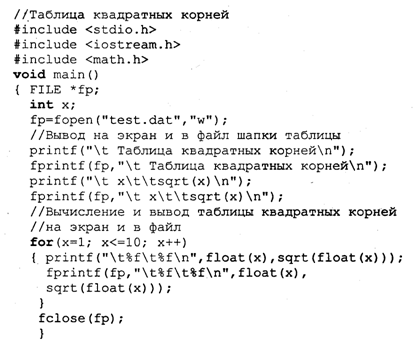 //Таблица квадратных корней
#include <stdio.h>
#include <iostream.h>
#include <math.h>
void main()
{ FILE *fp;
int x;
fp=fopen("test.dat","w");
//Вывод на экран и в файл шапки таблицы
printf("\t Таблица квадратных корней\n");
fprintf(fp,"\t Таблица квадратных корней\n");
print("\t x\t\tsqrt(x)\n");
fprintf(fp,"\t x\t\tsqrt(x)\n");
//Вычисление и вывод таблицы квадратных корней
//на экран и в файл
for(x=1; x<=10; x++)
{ printf("\t%f\t%f\n",float(x),sqrt(float(x)));
fprintf(fp,"\t%f\t%f\n",float(x),
sqrt(float(x)));
}
fclose(fp);
}